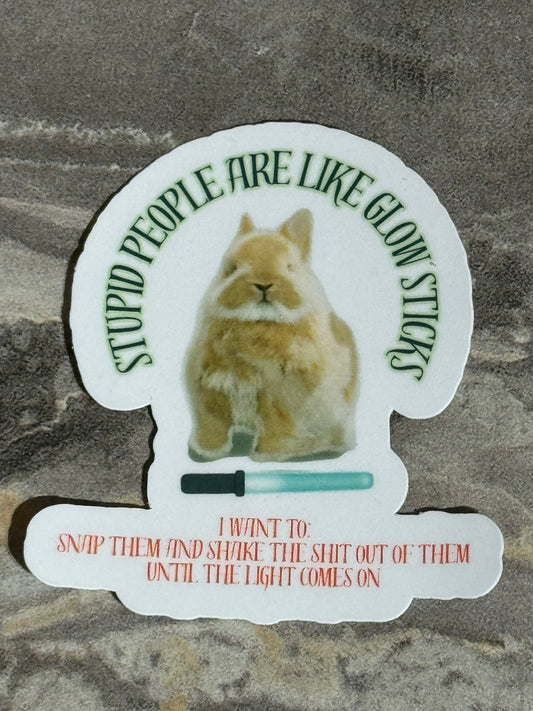 STUPID PEOPLE ARE LIKE GLOW STICKS
I WANT TO:
SNAP THEM AND SHAKE THE SHIT OUT OF THEM
UNTIL THE LIGHT COMES ON